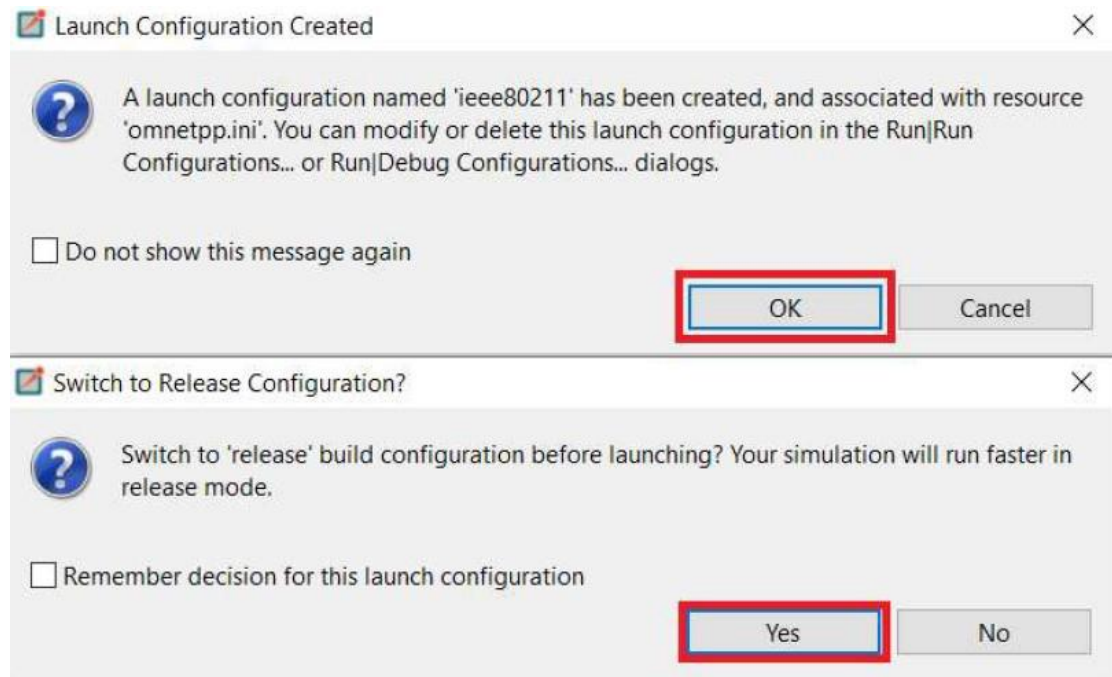 Launch Configuration Created
A launch configuration named 'ieee80211' has been created, and associated with resource
'omnetpp.ini'. You can modify or delete this launch configuration in the Run|Run
Configurations... or Run|Debug Configurations... dialogs.
Do not show this message again
OK Cancel
Switch to Release Configuration?
Switch to 'release' build configuration before launching? Your simulation will run faster in
release mode.
Remember decision for this launch configuration
Yes No